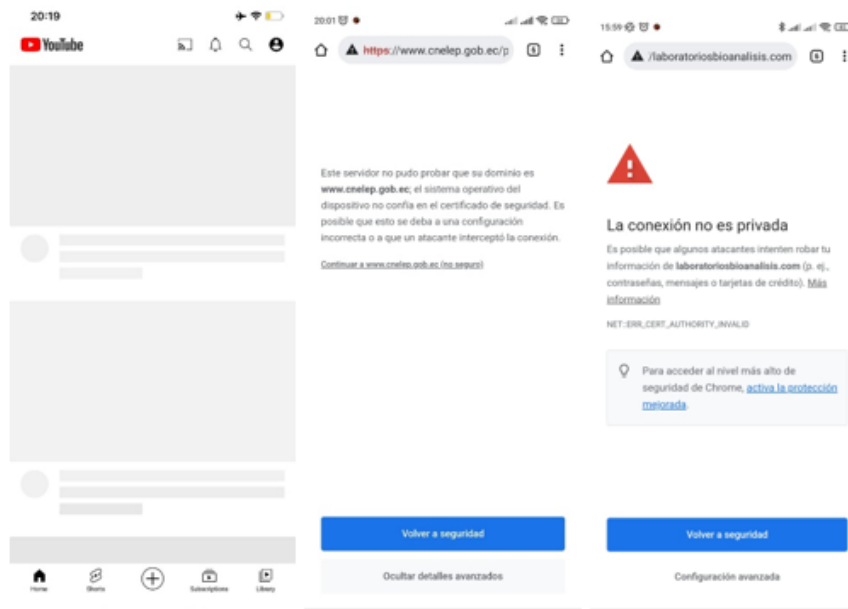 20:19
YouTube
Home
Shorts
Subscriptions
Library
20:01
https://www.cnelep.gob.ec/p
6
Este servidor no pudo probar que su dominio es
www.cnelep.gob.ec; el sistema operativo del
dispositivo no confía en el certificado de seguridad. Es
posible que esto se deba a una configuración
incorrecta o a que un atacante interceptó la conexión.
Continuar a www.cnelep.gob.ec (no seguro)
Volver a seguridad
Ocultar detalles avanzados
15:59
/laboratoriosbioanalisis.com
La conexión no es privada
Es posible que algunos atacantes intenten robar tu
información de laboratoriosbioanalisis.com (p. ej.,
contraseñas, mensajes o tarjetas de crédito). Más
información
NET::ERR_CERT_AUTHORITY_INVALID
Para acceder al nivel más alto de
seguridad de Chrome, activa la protección
mejorada.
Volver a seguridad
Configuración avanzada